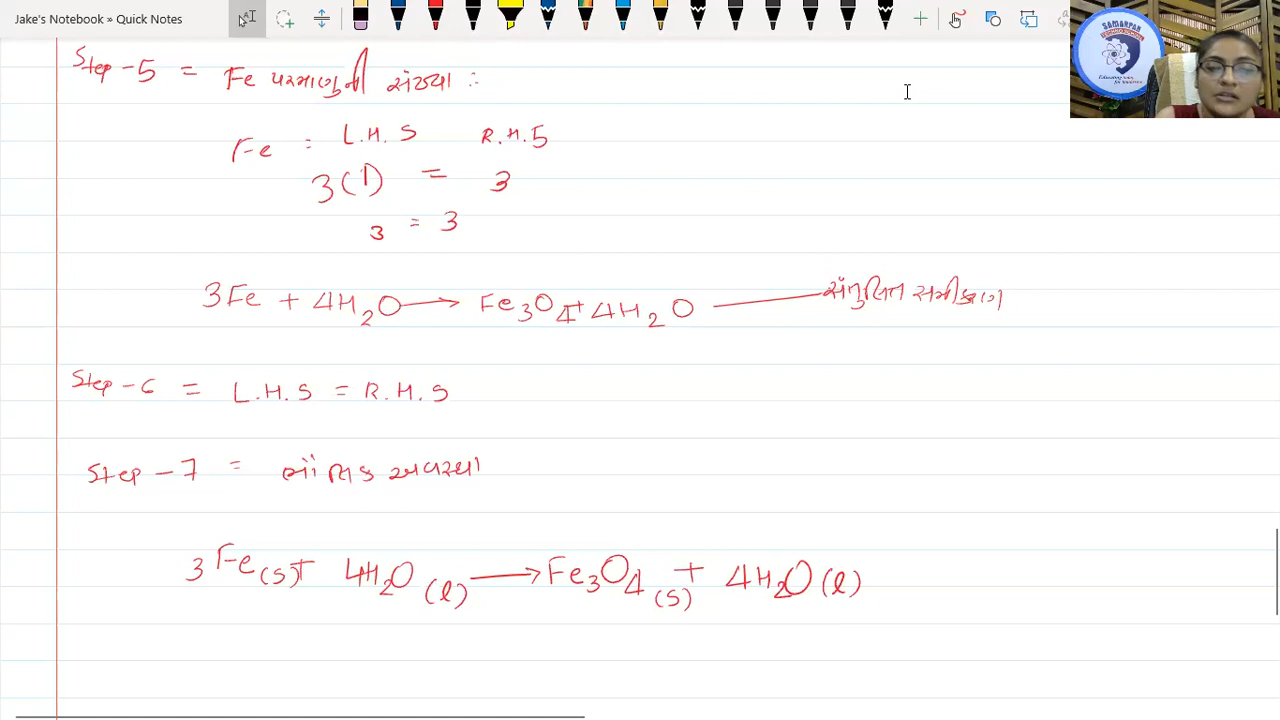 Jake's Notebook » Quick Notes
SAMARPAN
Step - 5 = Fe પરમાણુની સંખ્યા :
Fe : L.H.S R.H.S
3(1) = 3
3 = 3
3Fe + 4H₂O ⟶ Fe₃O₄ + 4H₂O ⟶ સંતુલિત સમીકરણ
Step - 6 = L.H.S = R.H.S
Step - 7 = ભૌતિક અવસ્થા
3Fe(s) + 4H₂O(l) ⟶ Fe₃O₄(s) + 4H₂O(l)